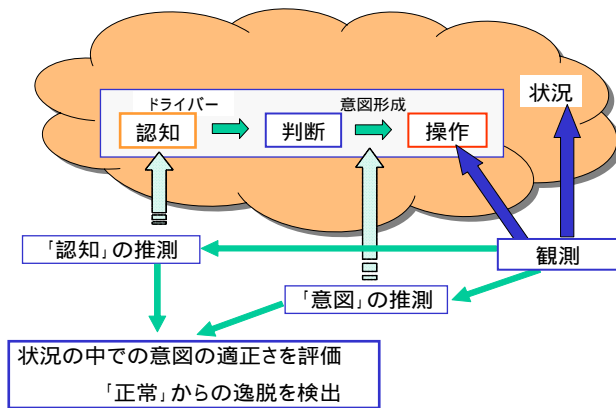 状況
ドライバー
意図形成
認知
判断
操作
「認知」の推測
観測
「意図」の推測
状況の中での意図の適正さを評価
「正常」からの逸脱を検出